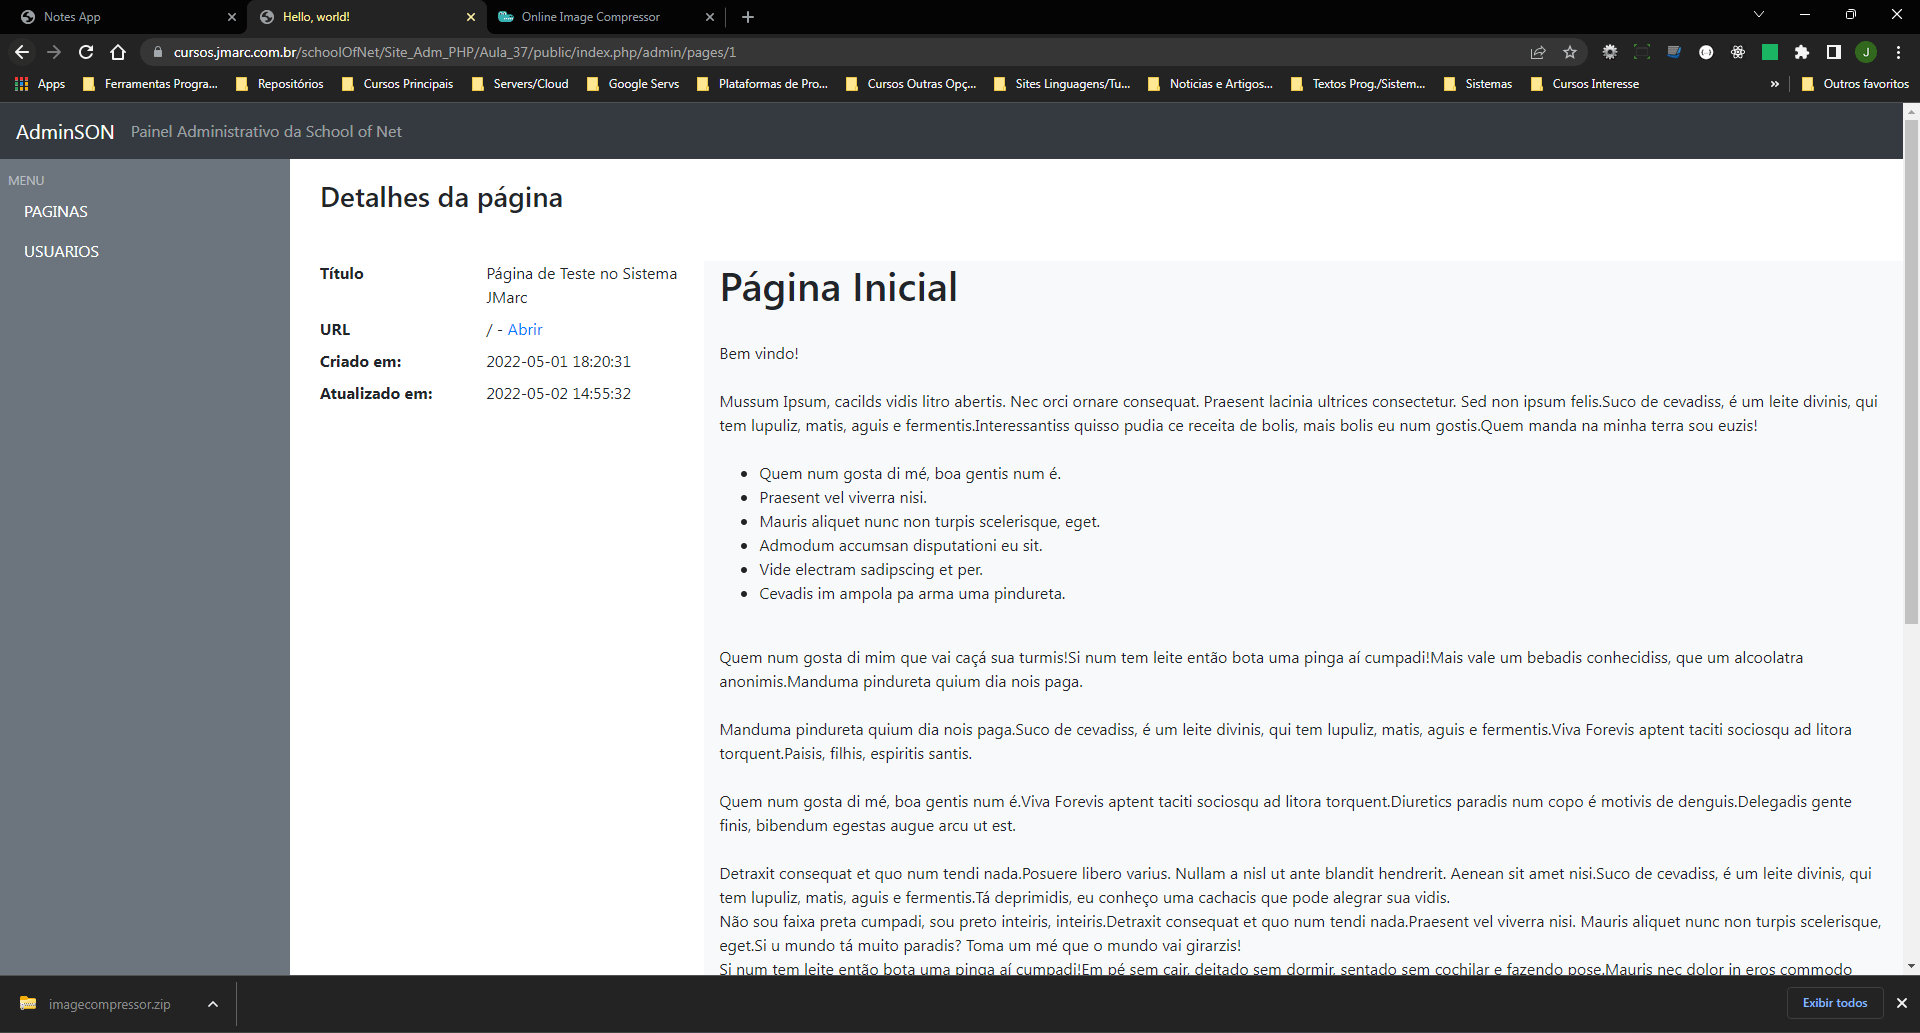 Notes App
Hello, world!
Online Image Compressor
cursos.jmarc.com.br/schoolOfNet/Site_Adm_PHP/Aula_37/public/index.php/admin/pages/1
J
Apps
Ferramentas Progra...
Repositórios
Cursos Principais
Servers/Cloud
Google Servs
Plataformas de Pro...
Cursos Outras Opç...
Sites Linguagens/Tu...
Noticias e Artigos...
Textos Prog./Sistem...
Sistemas
Cursos Interesse
»
Outros favoritos
AdminSON Painel Administrativo da School of Net
MENU
PAGINAS
USUARIOS
Detalhes da página
Título
Página de Teste no Sistema
JMarc
URL
/ - Abrir
Criado em:
2022-05-01 18:20:31
Atualizado em:
2022-05-02 14:55:32
Página Inicial
Bem vindo!
Mussum Ipsum, cacilds vidis litro abertis. Nec orci ornare consequat. Praesent lacinia ultrices consectetur. Sed non ipsum felis.Suco de cevadiss, é um leite divinis, qui
tem lupuliz, matis, aguis e fermentis.Interessantiss quisso pudia ce receita de bolis, mais bolis eu num gostis.Quem manda na minha terra sou euzis!
• Quem num gosta di mé, boa gentis num é.
• Praesent vel viverra nisi.
• Mauris aliquet nunc non turpis scelerisque, eget.
• Admodum accumsan disputationi eu sit.
• Vide electram sadipscing et per.
• Cevadis im ampola pa arma uma pindureta.
Quem num gosta di mim que vai caçá sua turmis!Si num tem leite então bota uma pinga aí cumpadi!Mais vale um bebadis conhecidiss, que um alcoolatra
anonimis.Manduma pindureta quium dia nois paga.
Manduma pindureta quium dia nois paga.Suco de cevadiss, é um leite divinis, qui tem lupuliz, matis, aguis e fermentis.Viva Forevis aptent taciti sociosqu ad litora
torquent.Paisis, filhis, espiritis santis.
Quem num gosta di mé, boa gentis num é.Viva Forevis aptent taciti sociosqu ad litora torquent.Diuretics paradis num copo é motivis de denguis.Delegadis gente
finis, bibendum egestas augue arcu ut est.
Detraxit consequat et quo num tendi nada.Posuere libero varius. Nullam a nisl ut ante blandit hendrerit. Aenean sit amet nisi.Suco de cevadiss, é um leite divinis, qui
tem lupuliz, matis, aguis e fermentis.Tá deprimidis, eu conheço uma cachacis que pode alegrar sua vidis.
Não sou faixa preta cumpadi, sou preto inteiris, inteiris.Detraxit consequat et quo num tendi nada.Praesent vel viverra nisi. Mauris aliquet nunc non turpis scelerisque,
eget.Si u mundo tá muito paradis? Toma um mé que o mundo vai girarzis!
Si num tem leite então bota uma pinga aí cumpadi!Em pé sem cair, deitado sem dormir, sentado sem cochilar e fazendo pose.Mauris nec dolor in eros commodo
imagecompressor.zip
Exibir todos